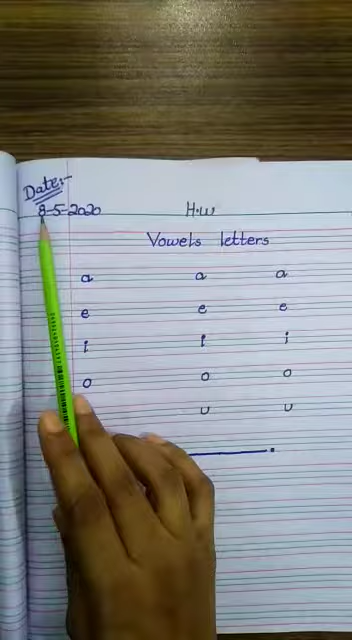 Date:-
8-5-2020
H.w
Vowels letters
a a a
e e e
i i i
o o o
u u